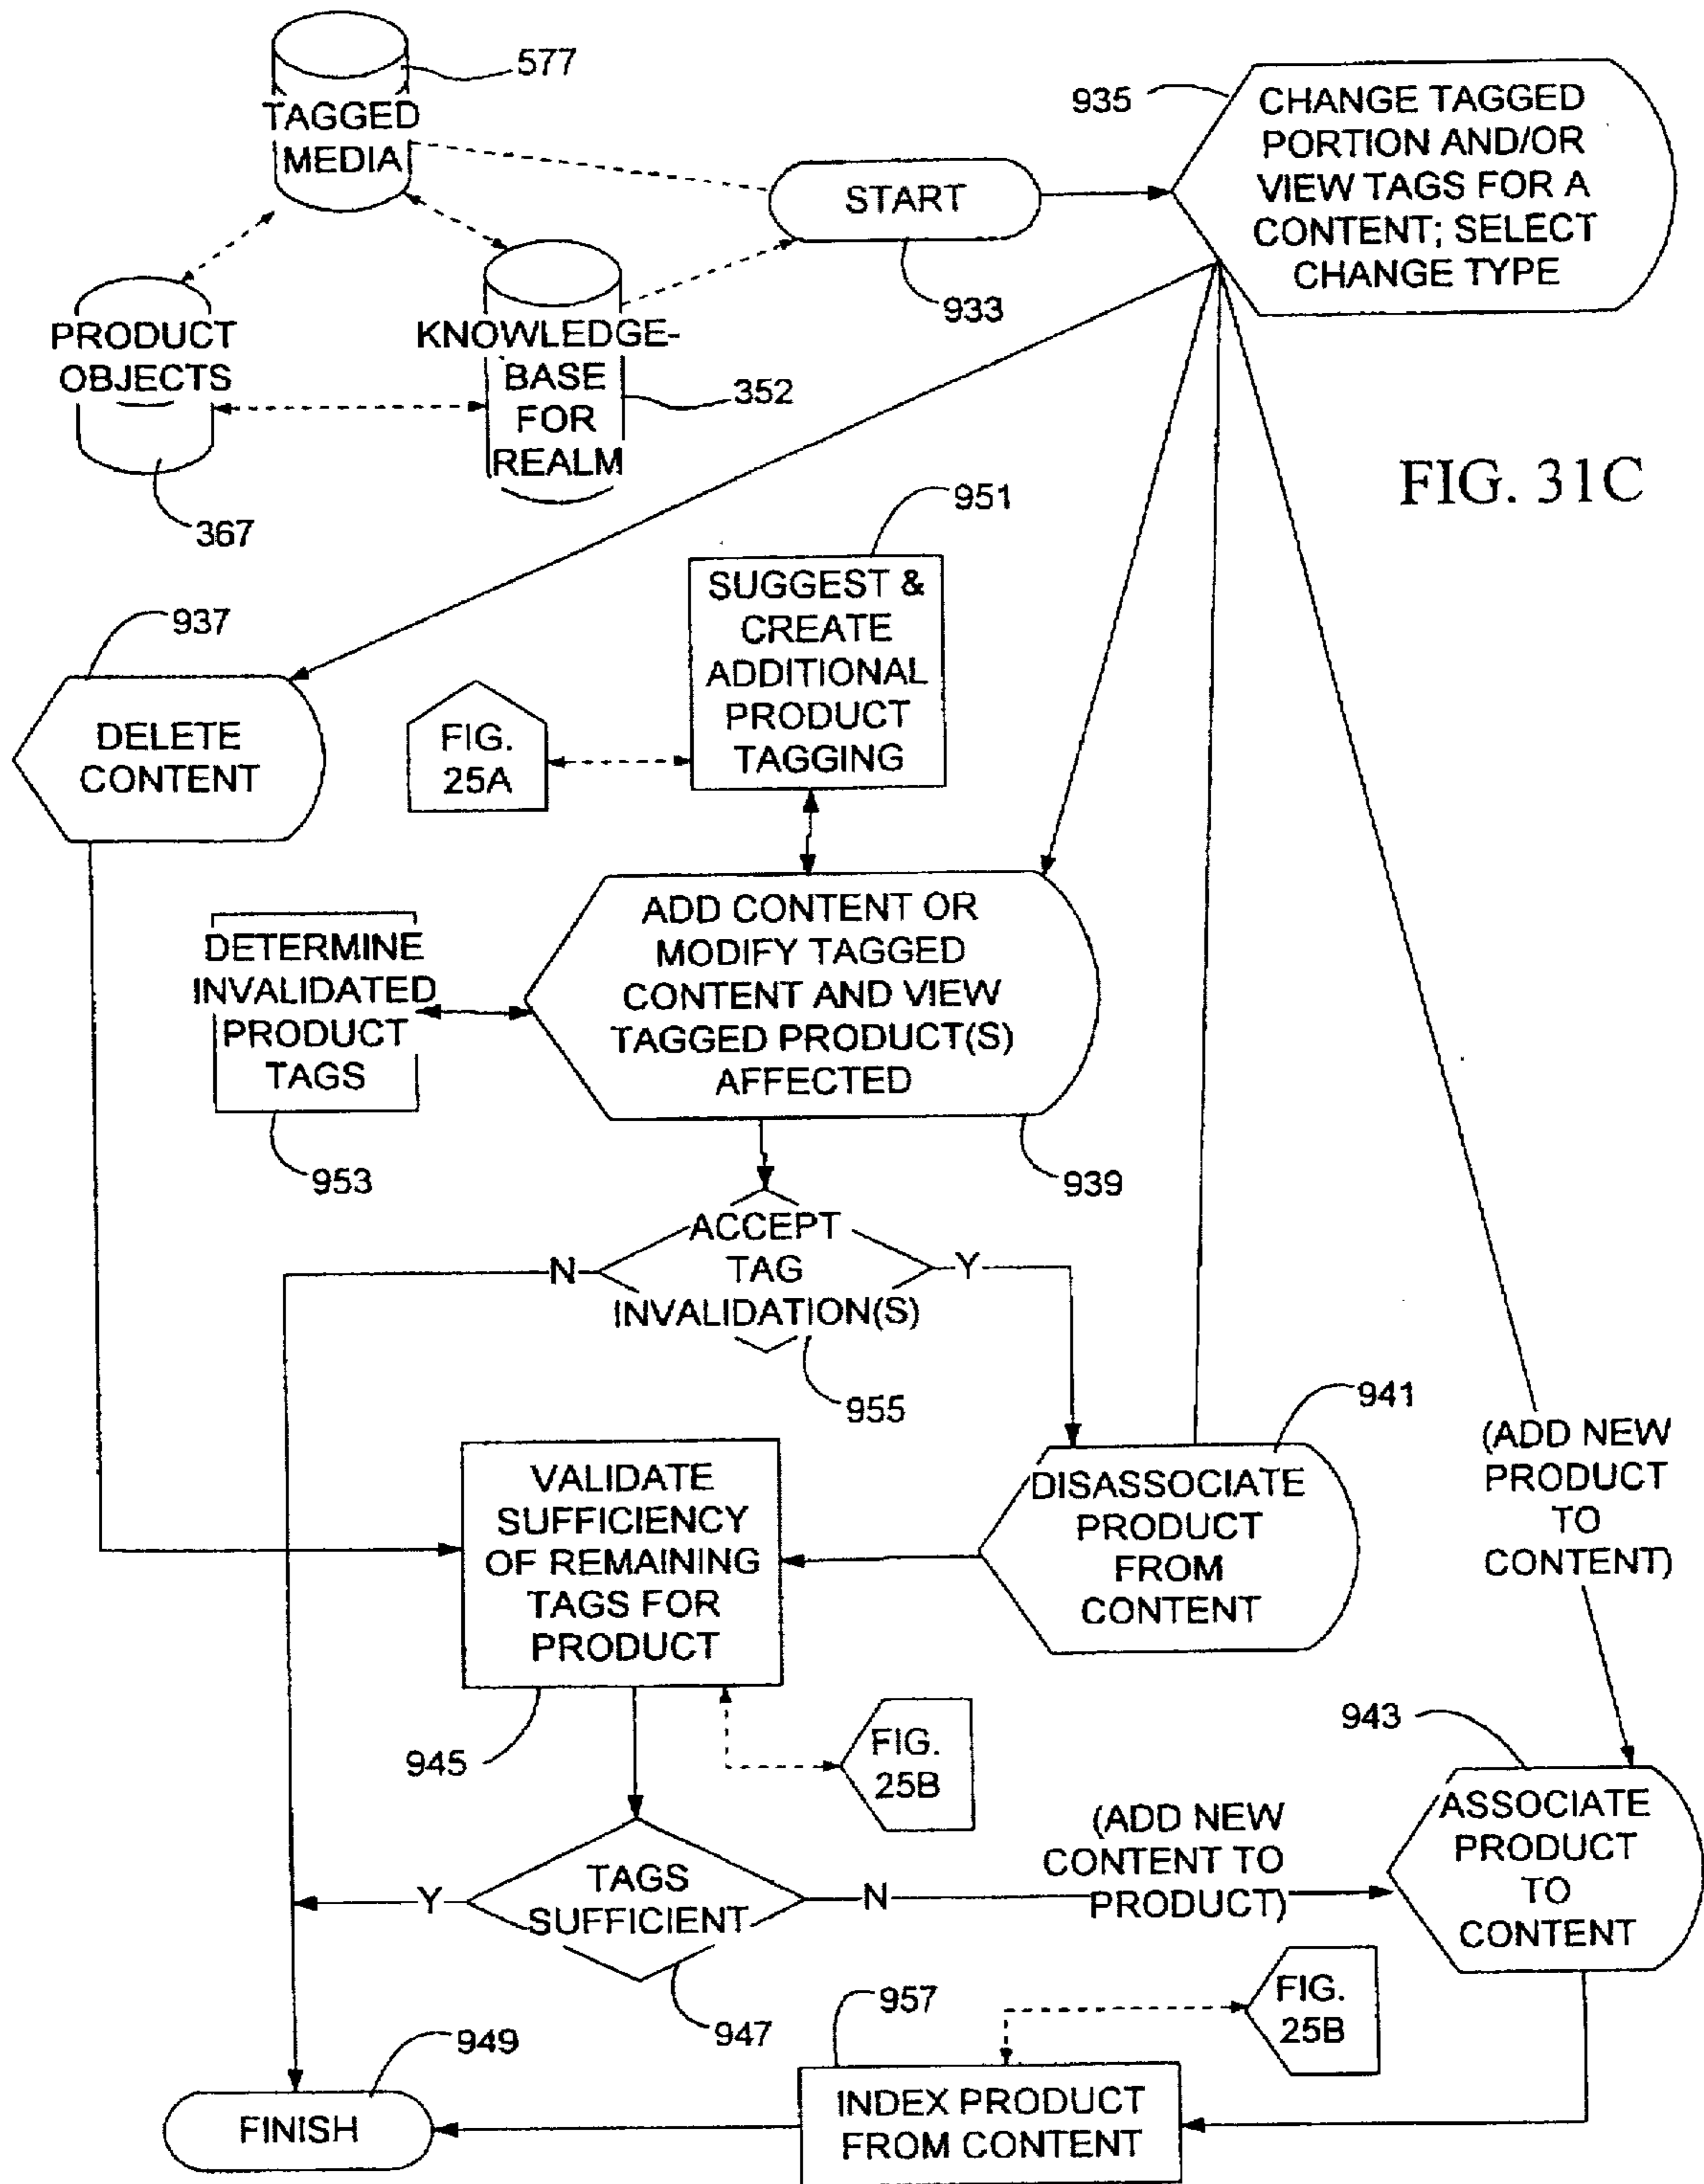 577
TAGGED
MEDIA
935
CHANGE TAGGED
PORTION AND/OR
VIEW TAGS FOR A
CONTENT; SELECT
CHANGE TYPE
START
933
PRODUCT
OBJECTS
367
KNOWLEDGE-
BASE
FOR
REALM
352
FIG. 31C
951
SUGGEST &
CREATE
ADDITIONAL
PRODUCT
TAGGING
937
DELETE
CONTENT
FIG.
25A
DETERMINE
INVALIDATED
PRODUCT
TAGS
953
ADD CONTENT OR
MODIFY TAGGED
CONTENT AND VIEW
TAGGED PRODUCT(S)
AFFECTED
939
ACCEPT
TAG
INVALIDATION(S)
N
Y
955
941
DISASSOCIATE
PRODUCT
FROM
CONTENT
(ADD NEW
PRODUCT
TO
CONTENT)
VALIDATE
SUFFICIENCY
OF REMAINING
TAGS FOR
PRODUCT
945
FIG.
25B
943
ASSOCIATE
PRODUCT
TO
CONTENT
(ADD NEW
CONTENT TO
PRODUCT)
TAGS
SUFFICIENT
Y
N
947
957
FIG.
25B
949
FINISH
INDEX PRODUCT
FROM CONTENT